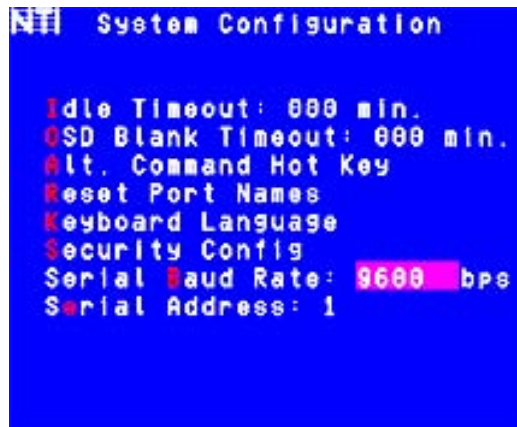 NTI System Configuration
Idle Timeout: 000 min.
OSD Blank Timeout: 000 min.
Alt. Command Hot Key
Reset Port Names
Keyboard Language
Security Config
Serial Baud Rate: 9600 bps
Serial Address: 1